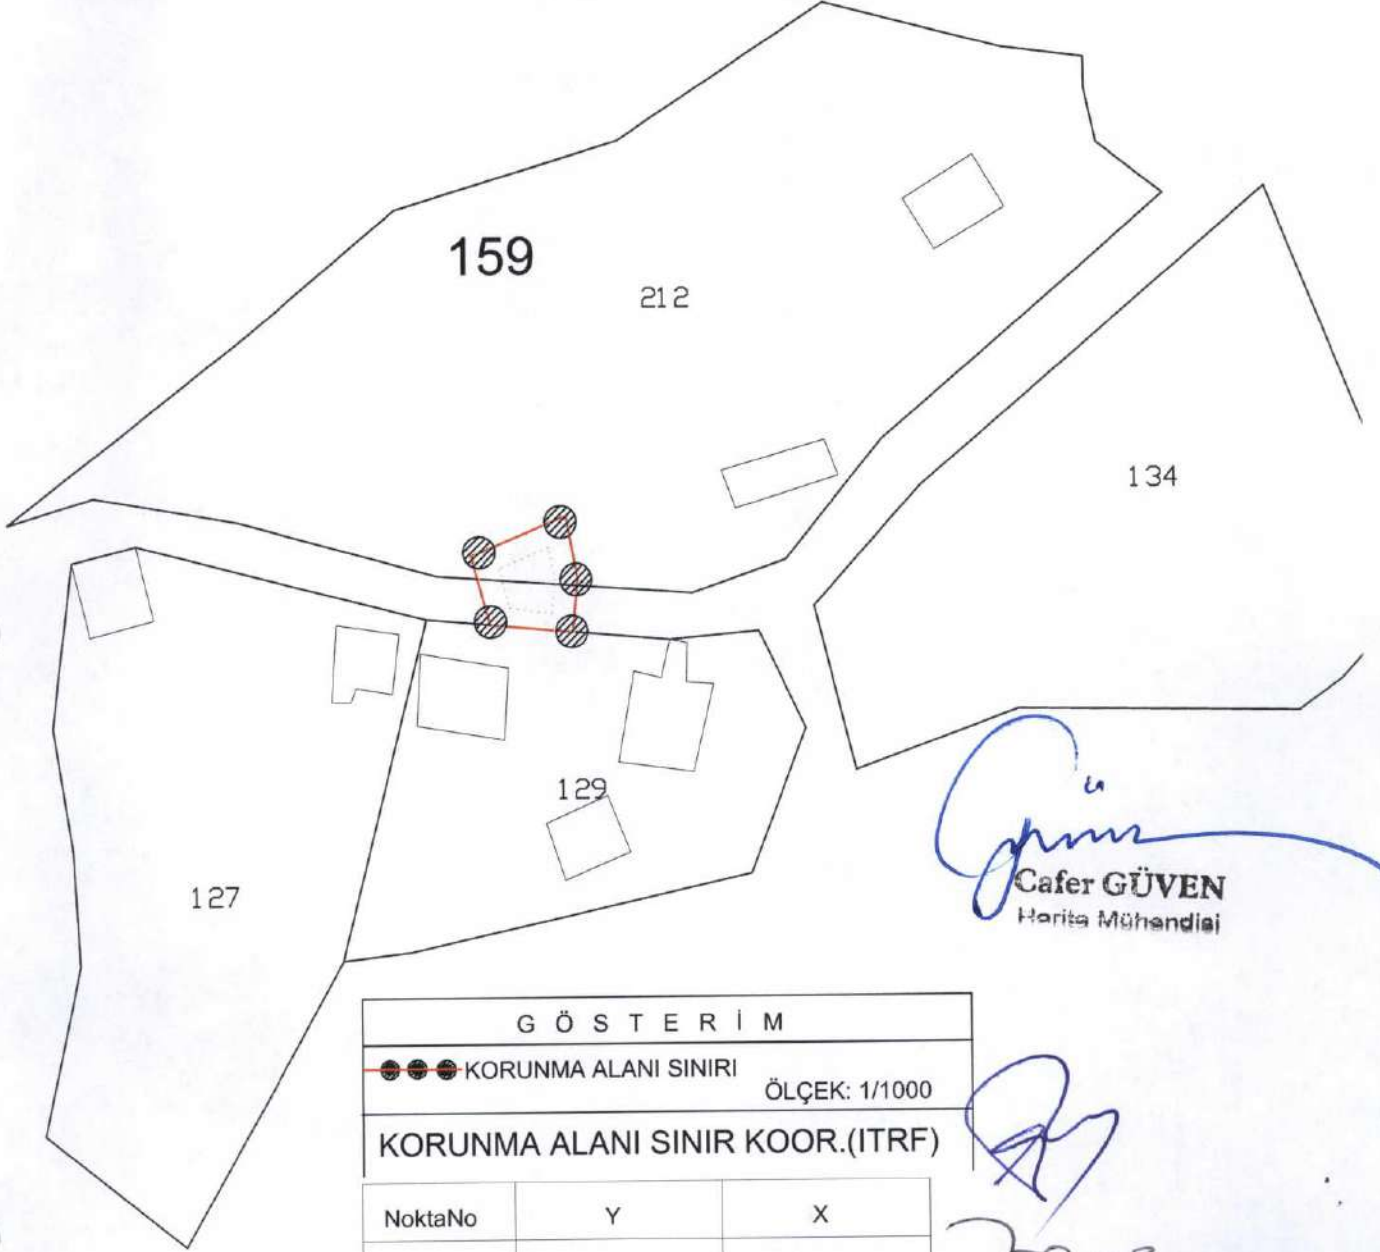 159
212
134
129
127
Cafer GÜVEN
Harita Mühendisi
G Ö S T E R İ M
KORUNMA ALANI SINIRI
ÖLÇEK: 1/1000
KORUNMA ALANI SINIR KOOR.(ITRF)
NoktaNo Y X